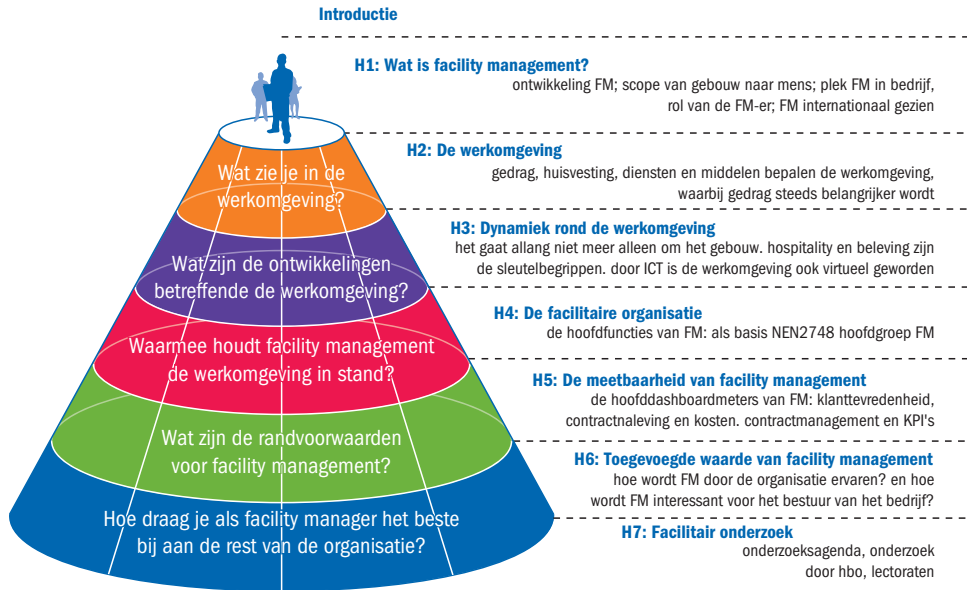 Introductie
H1: Wat is facility management?
ontwikkeling FM; scope van gebouw naar mens; plek FM in bedrijf,
rol van de FM-er; FM internationaal gezien
H2: De werkomgeving
gedrag, huisvesting, diensten en middelen bepalen de werkomgeving,
waarbij gedrag steeds belangrijker wordt
Wat zie je in de
werkomgeving?
H3: Dynamiek rond de werkomgeving
het gaat allang niet meer alleen om het gebouw. hospitality en beleving zijn
de sleutelbegrippen. door ICT is de werkomgeving ook virtueel geworden
Wat zijn de ontwikkelingen
betreffende de werkomgeving?
H4: De facilitaire organisatie
de hoofdfuncties van FM: als basis NEN2748 hoofdgroep FM
Waarmee houdt facility management
de werkomgeving in stand?
H5: De meetbaarheid van facility management
de hoofddashboardmeters van FM: klanttevredenheid,
contractnaleving en kosten. contractmanagement en KPI's
Wat zijn de randvoorwaarden
voor facility management?
H6: Toegevoegde waarde van facility management
hoe wordt FM door de organisatie ervaren? en hoe
wordt FM interessant voor het bestuur van het bedrijf?
Hoe draag je als facility manager het beste
bij aan de rest van de organisatie?
H7: Facilitair onderzoek
onderzoeksagenda, onderzoek
door hbo, lectoraten